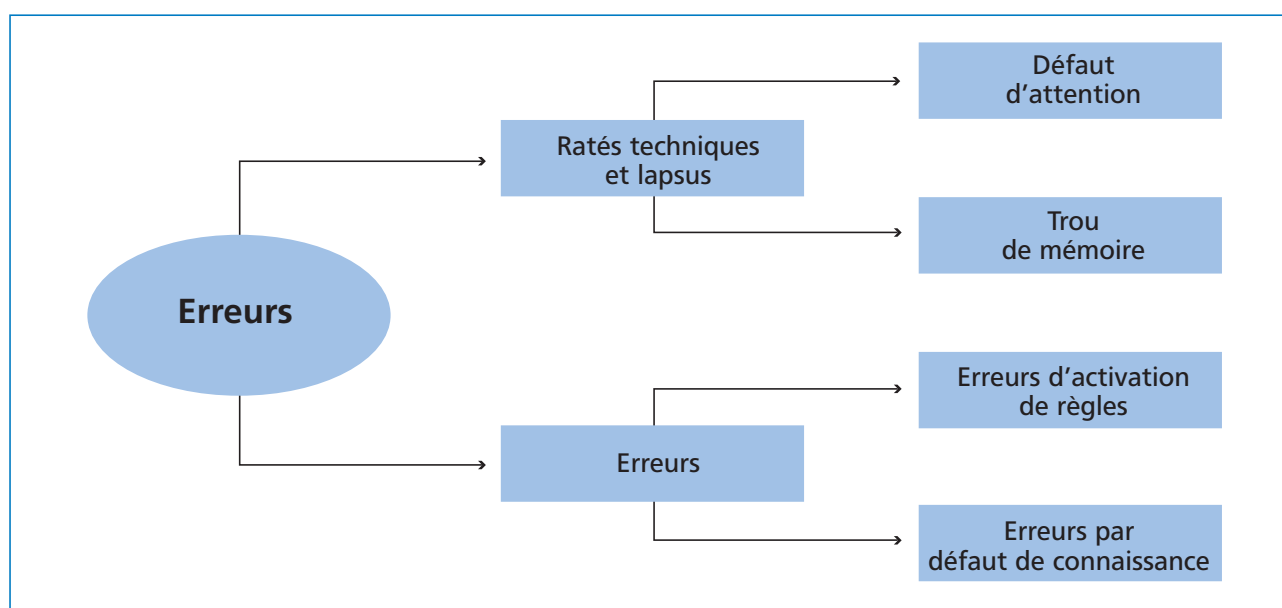 Défaut
d’attention
Ratés techniques
et lapsus
Trou
de mémoire
Erreurs
Erreurs d’activation
de règles
Erreurs
Erreurs par
défaut de connaissance